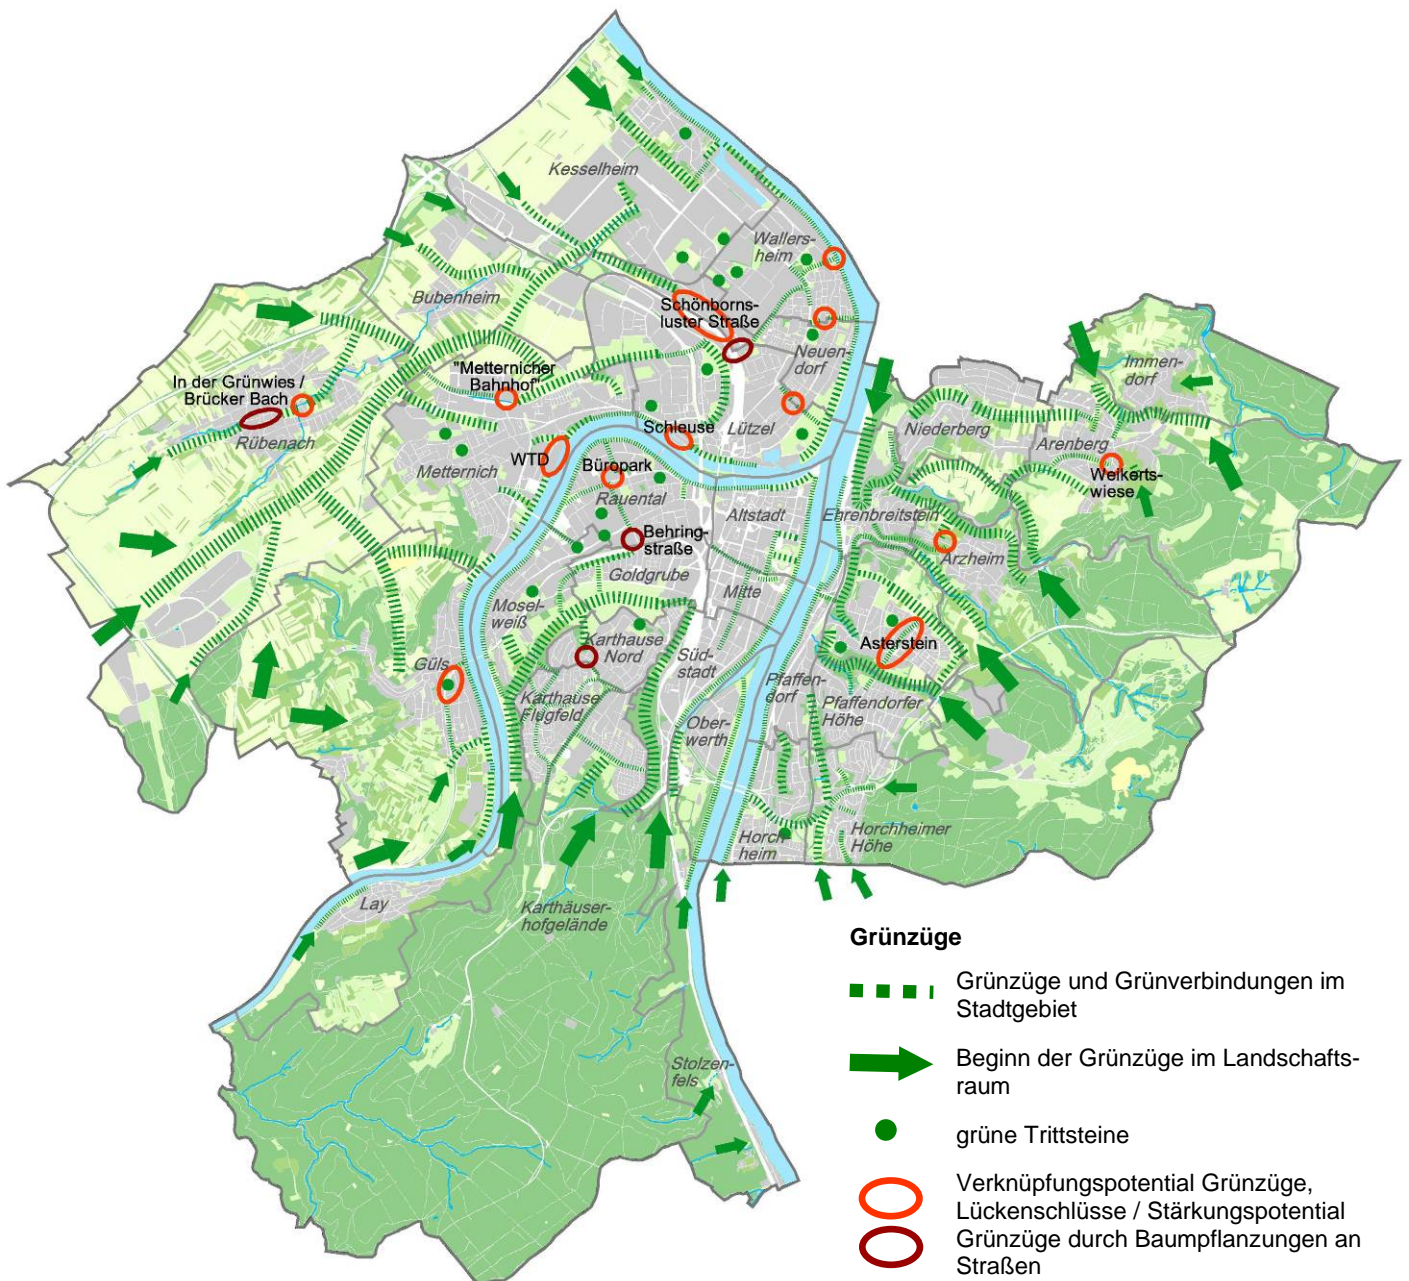 Kesselheim
Wallers-
heim
Bubenheim
Schönborns-
luster Straße
Neuen-
dorf
Immen-
dorf
"Metternicher
Bahnhof"
In der Grünwies /
Brücker Bach
Rübenach
Niederberg
Arenberg
Schleuse
Lützel
Metternich
WTD
Büropark
Rauental
Weikerts-
wiese
Altstadt
Ehrenbreitstein
Behring-
straße
Arzheim
Goldgrube
Mitte
Mosel-
weiß
Karthause
Nord
Asterstein
Güls
Süd-
stadt
Karthause
Flugfeld
Pfaffen-
dorf
Pfaffendorfer
Höhe
Ober-
werth
Horch
heim
Horchheimer
Höhe
Lay
Karthäuser-
hofgelände
Stolzen-
fels
Grünzüge
Grünzüge und Grünverbindungen im
Stadtgebiet
Beginn der Grünzüge im Landschafts-
raum
grüne Trittsteine
Verknüpfungspotential Grünzüge,
Lückenschlüsse / Stärkungspotential
Grünzüge durch Baumpflanzungen an
Straßen